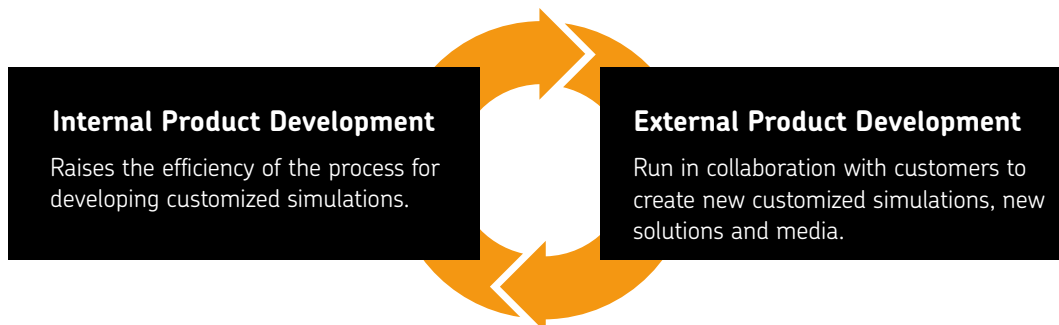 Internal Product Development
Raises the efficiency of the process for
developing customized simulations.
External Product Development
Run in collaboration with customers to
create new customized simulations, new
solutions and media.